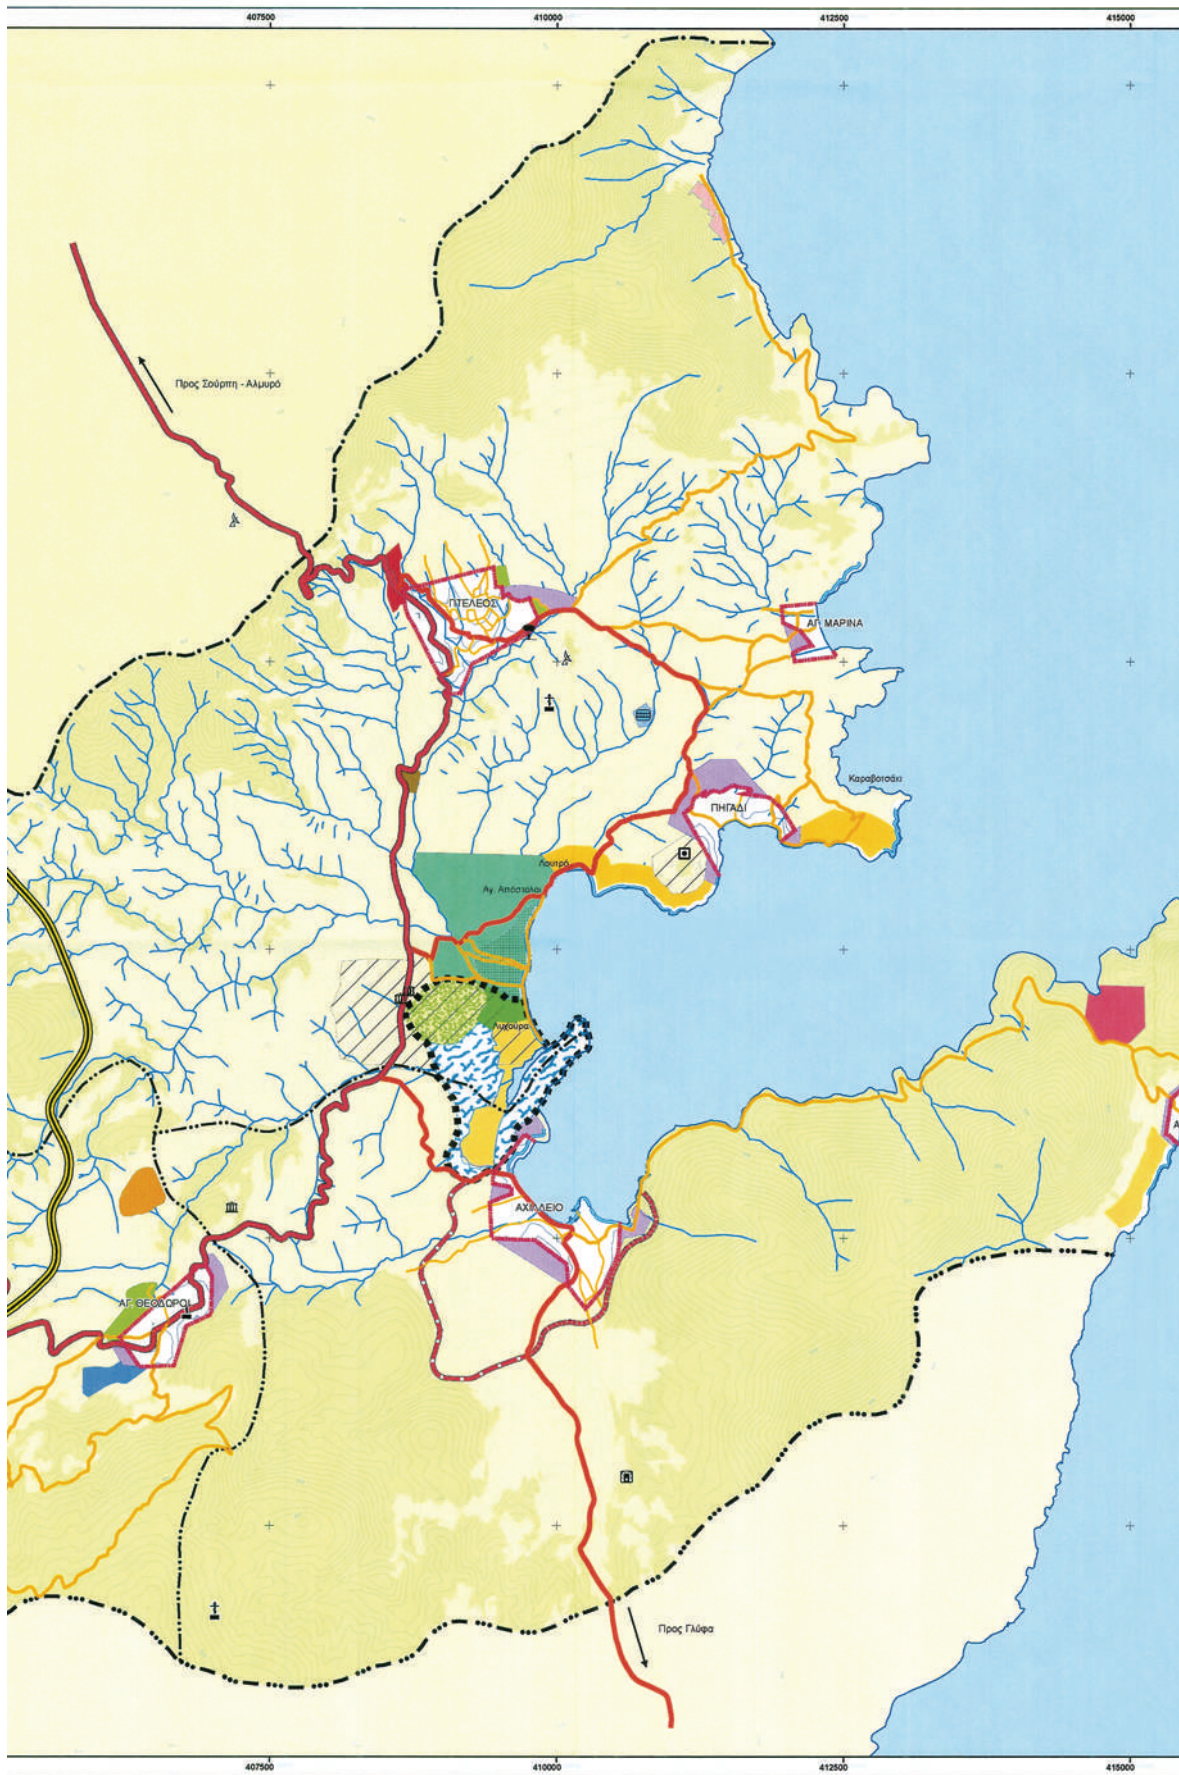 407500 410000 412500 415000
Προς Σούρπη - Αλμυρό
ΠΤΕΛΕΟΣ
ΑΓ. ΜΑΡΙΝΑ
Καραβοτσάκι
ΠΗΓΑΔΙ
Λουτρό
Αγ. Απόστολοι
Λυχούρα
Α
ΑΧΙΛΛΕΙΟ
ΑΓ. ΘΕΟΔΩΡΟΙ
Προς Γλύφα
407500 410000 412500 415000